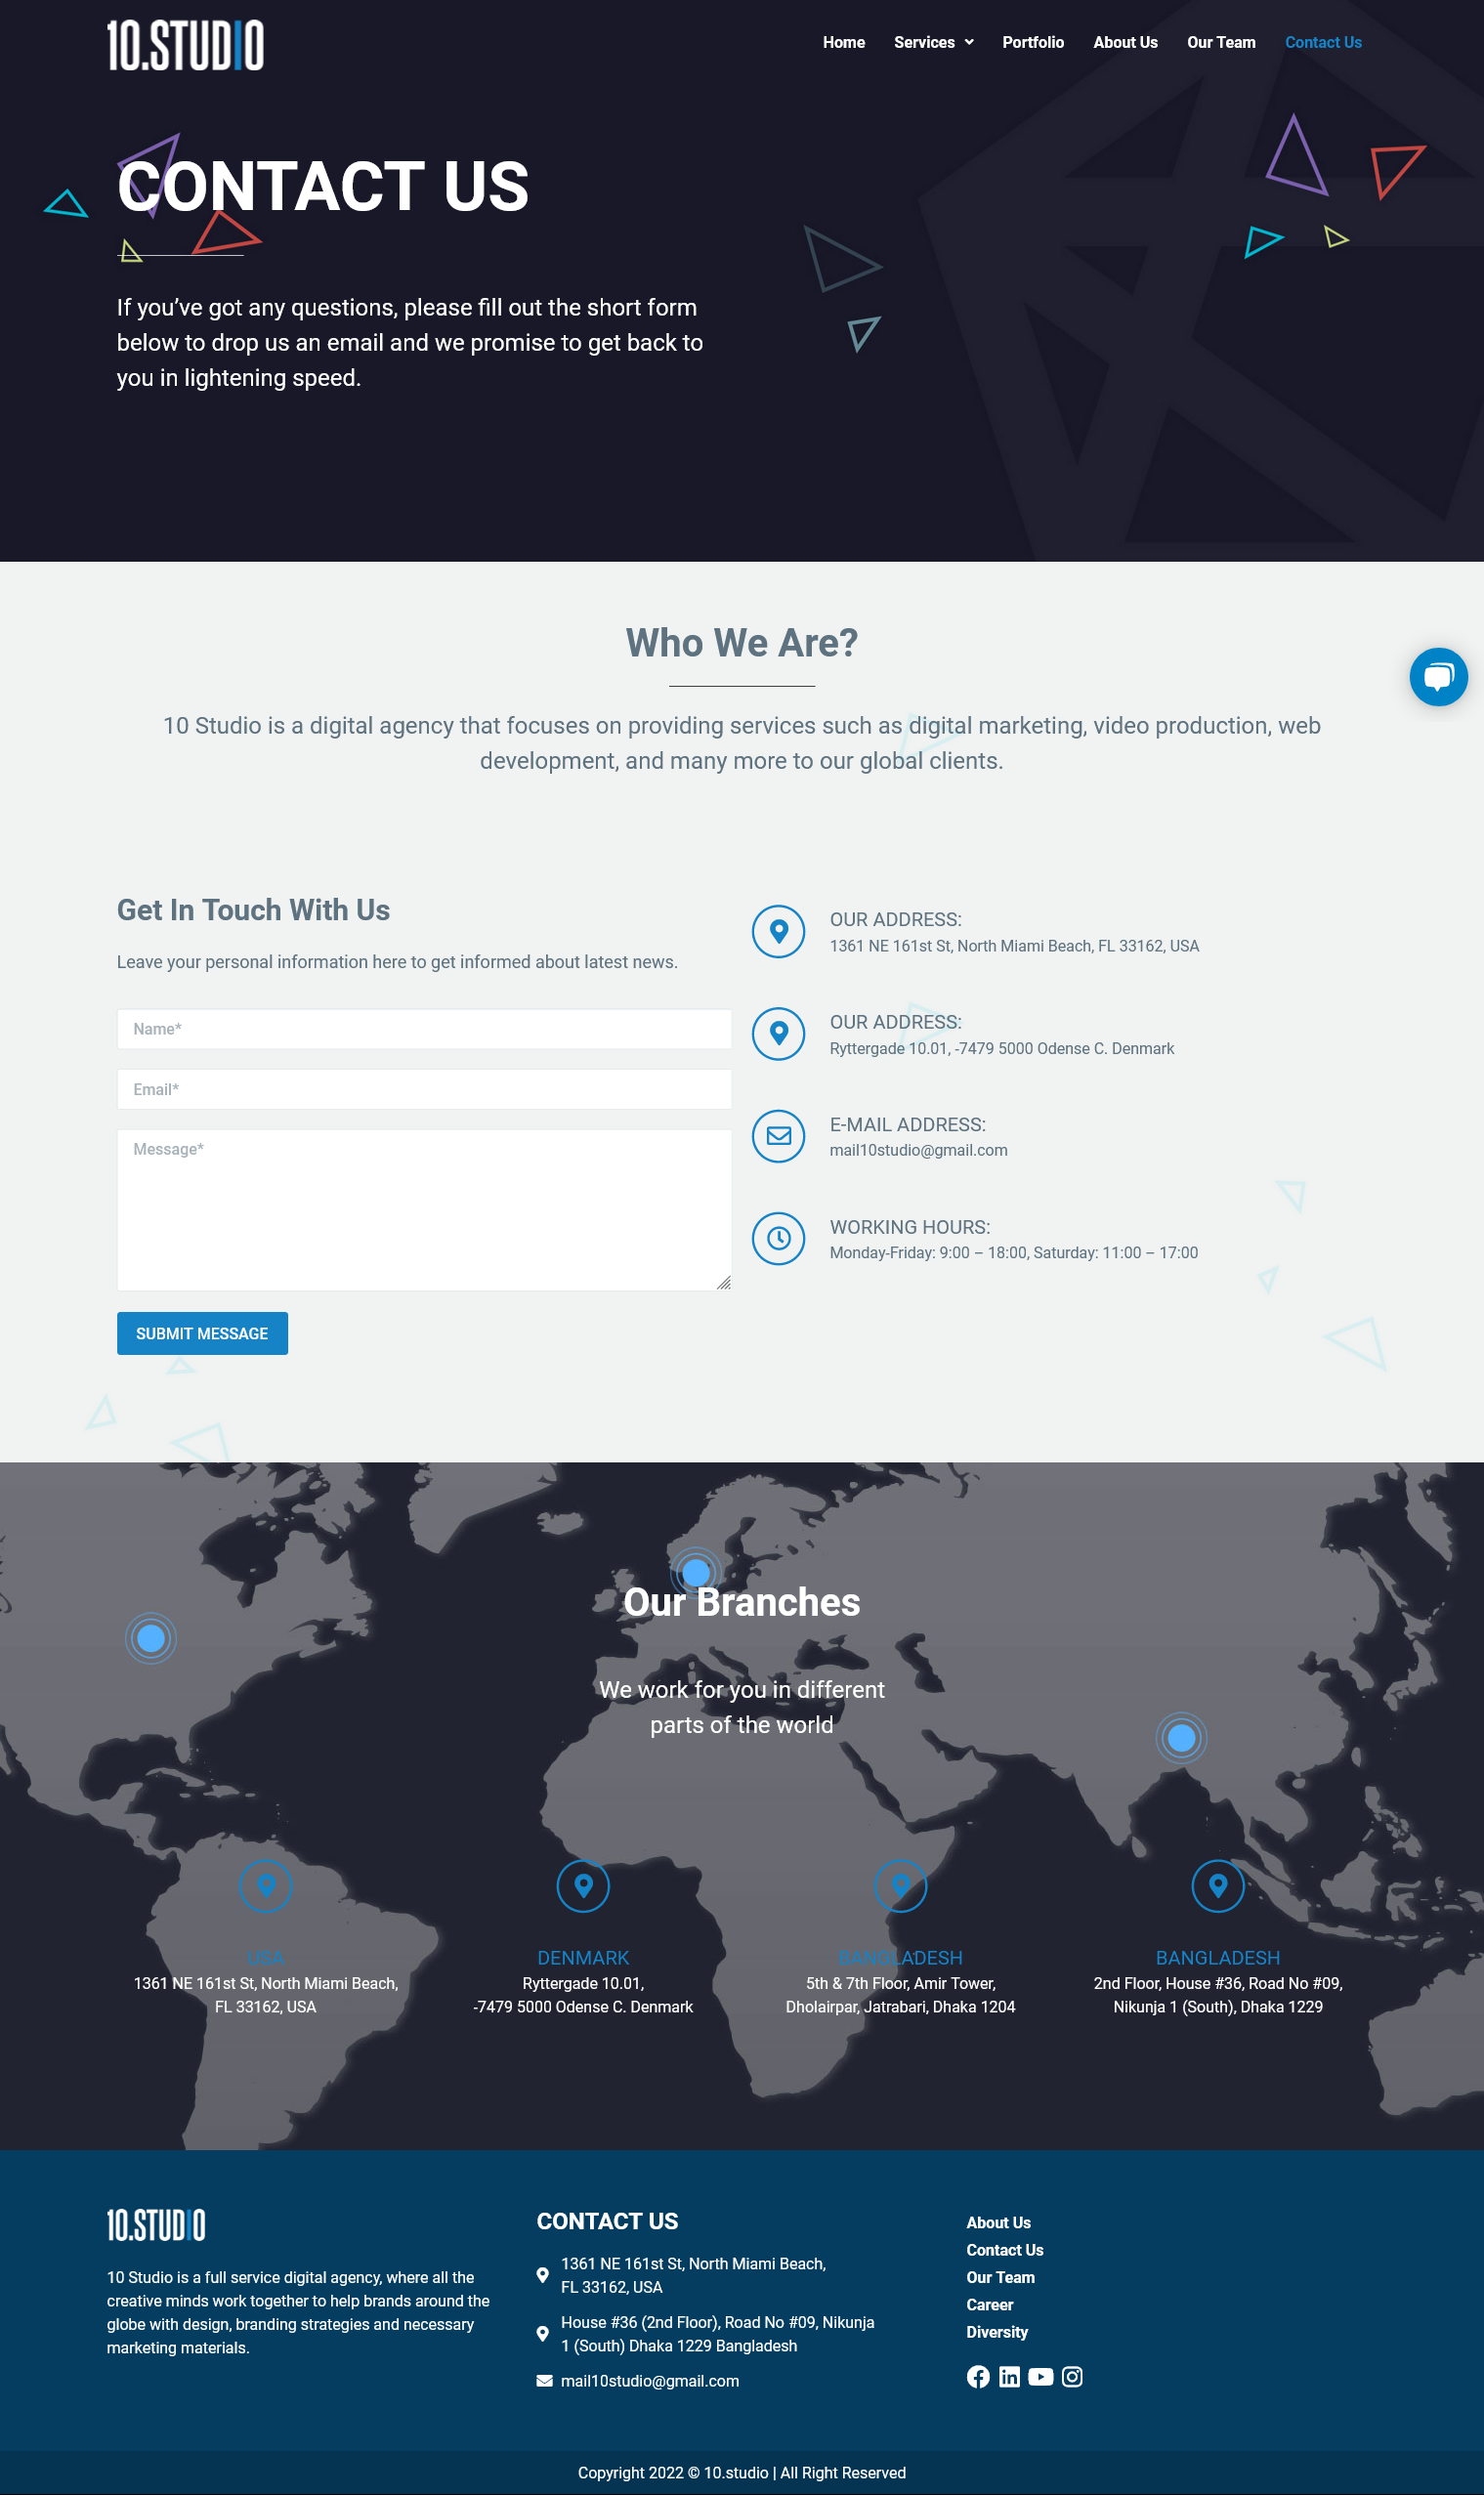 10.STUDIO
Home Services Portfolio About Us Our Team Contact Us
CONTACT US
If you’ve got any questions, please fill out the short form
below to drop us an email and we promise to get back to
you in lightening speed.
Who We Are?
10 Studio is a digital agency that focuses on providing services such as digital marketing, video production, web
development, and many more to our global clients.
Get In Touch With Us
Leave your personal information here to get informed about latest news.
Name*
Email*
Message*
SUBMIT MESSAGE
OUR ADDRESS:
1361 NE 161st St, North Miami Beach, FL 33162, USA
OUR ADDRESS:
Ryttergade 10.01, -7479 5000 Odense C. Denmark
E-MAIL ADDRESS:
mail10studio@gmail.com
WORKING HOURS:
Monday-Friday: 9:00 – 18:00, Saturday: 11:00 – 17:00
Our Branches
We work for you in different
parts of the world
USA
1361 NE 161st St, North Miami Beach,
FL 33162, USA
DENMARK
Ryttergade 10.01,
-7479 5000 Odense C. Denmark
BANGLADESH
5th & 7th Floor, Amir Tower,
Dholairpar, Jatrabari, Dhaka 1204
BANGLADESH
2nd Floor, House #36, Road No #09,
Nikunja 1 (South), Dhaka 1229
10.STUDIO
10 Studio is a full service digital agency, where all the
creative minds work together to help brands around the
globe with design, branding strategies and necessary
marketing materials.
CONTACT US
1361 NE 161st St, North Miami Beach,
FL 33162, USA
House #36 (2nd Floor), Road No #09, Nikunja
1 (South) Dhaka 1229 Bangladesh
mail10studio@gmail.com
About Us
Contact Us
Our Team
Career
Diversity
Copyright 2022 © 10.studio | All Right Reserved